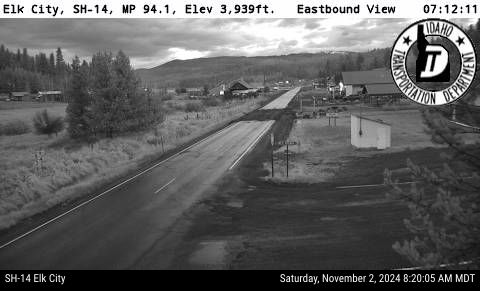 Elk City, SH-14, MP 94.1, Elev 3,939ft. Eastbound View 07:12:11
IDAHO
TRANSPORTATION DEPARTMENT
SH-14 Elk City Saturday, November 2, 2024 8:20:05 AM MDT